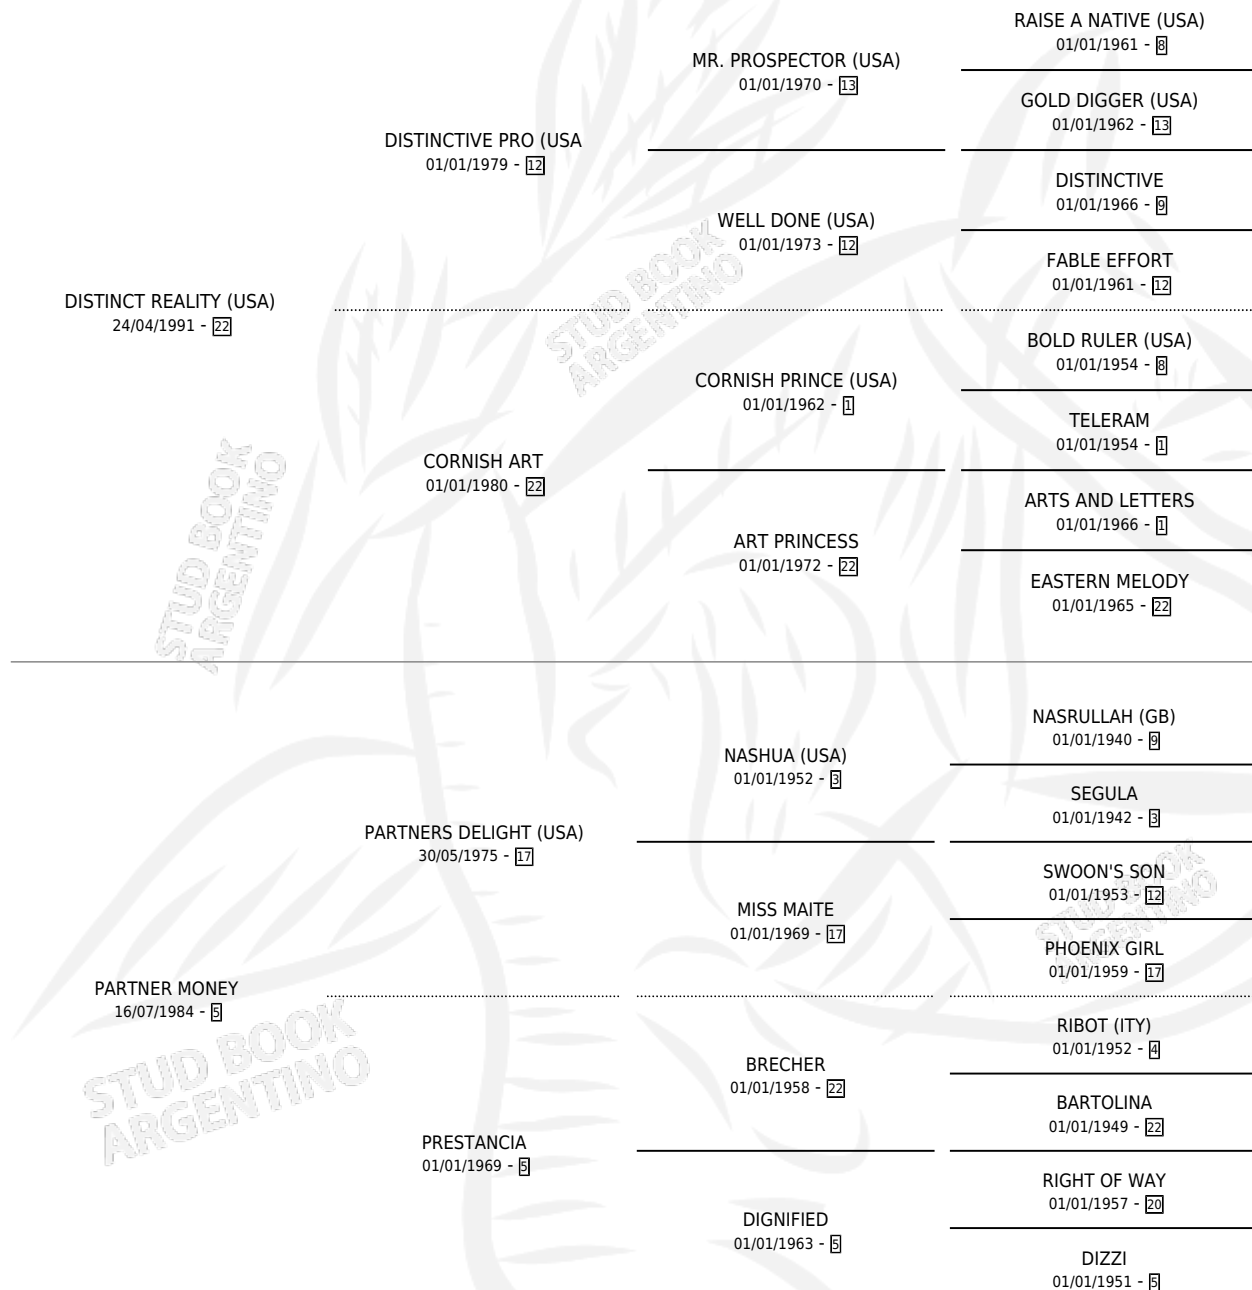 RAISE A NATIVE (USA)
01/01/1961 - 8
MR. PROSPECTOR (USA)
01/01/1970 - 13
GOLD DIGGER (USA)
01/01/1962 - 13
DISTINCTIVE PRO (USA
01/01/1979 - 12
DISTINCTIVE
01/01/1966 - 9
WELL DONE (USA)
01/01/1973 - 12
FABLE EFFORT
01/01/1961 - 12
DISTINCT REALITY (USA)
24/04/1991 - 22
BOLD RULER (USA)
01/01/1954 - 8
CORNISH PRINCE (USA)
01/01/1962 - 1
TELERAM
01/01/1954 - 1
CORNISH ART
01/01/1980 - 22
ARTS AND LETTERS
01/01/1966 - 1
ART PRINCESS
01/01/1972 - 22
EASTERN MELODY
01/01/1965 - 22
NASRULLAH (GB)
01/01/1940 - 9
NASHUA (USA)
01/01/1952 - 3
SEGULA
01/01/1942 - 3
PARTNERS DELIGHT (USA)
30/05/1975 - 17
SWOON'S SON
01/01/1953 - 12
MISS MAITE
01/01/1969 - 17
PHOENIX GIRL
01/01/1959 - 17
PARTNER MONEY
16/07/1984 - 5
RIBOT (ITY)
01/01/1952 - 4
BRECHER
01/01/1958 - 22
BARTOLINA
01/01/1949 - 22
PRESTANCIA
01/01/1969 - 5
RIGHT OF WAY
01/01/1957 - 20
DIGNIFIED
01/01/1963 - 5
DIZZI
01/01/1951 - 5
STUD BOOK
ARGENTINO
STUD BOOK
ARGENTINO
STUD BOOK
ARGENTINO
STUD BOOK
ARGENTINO